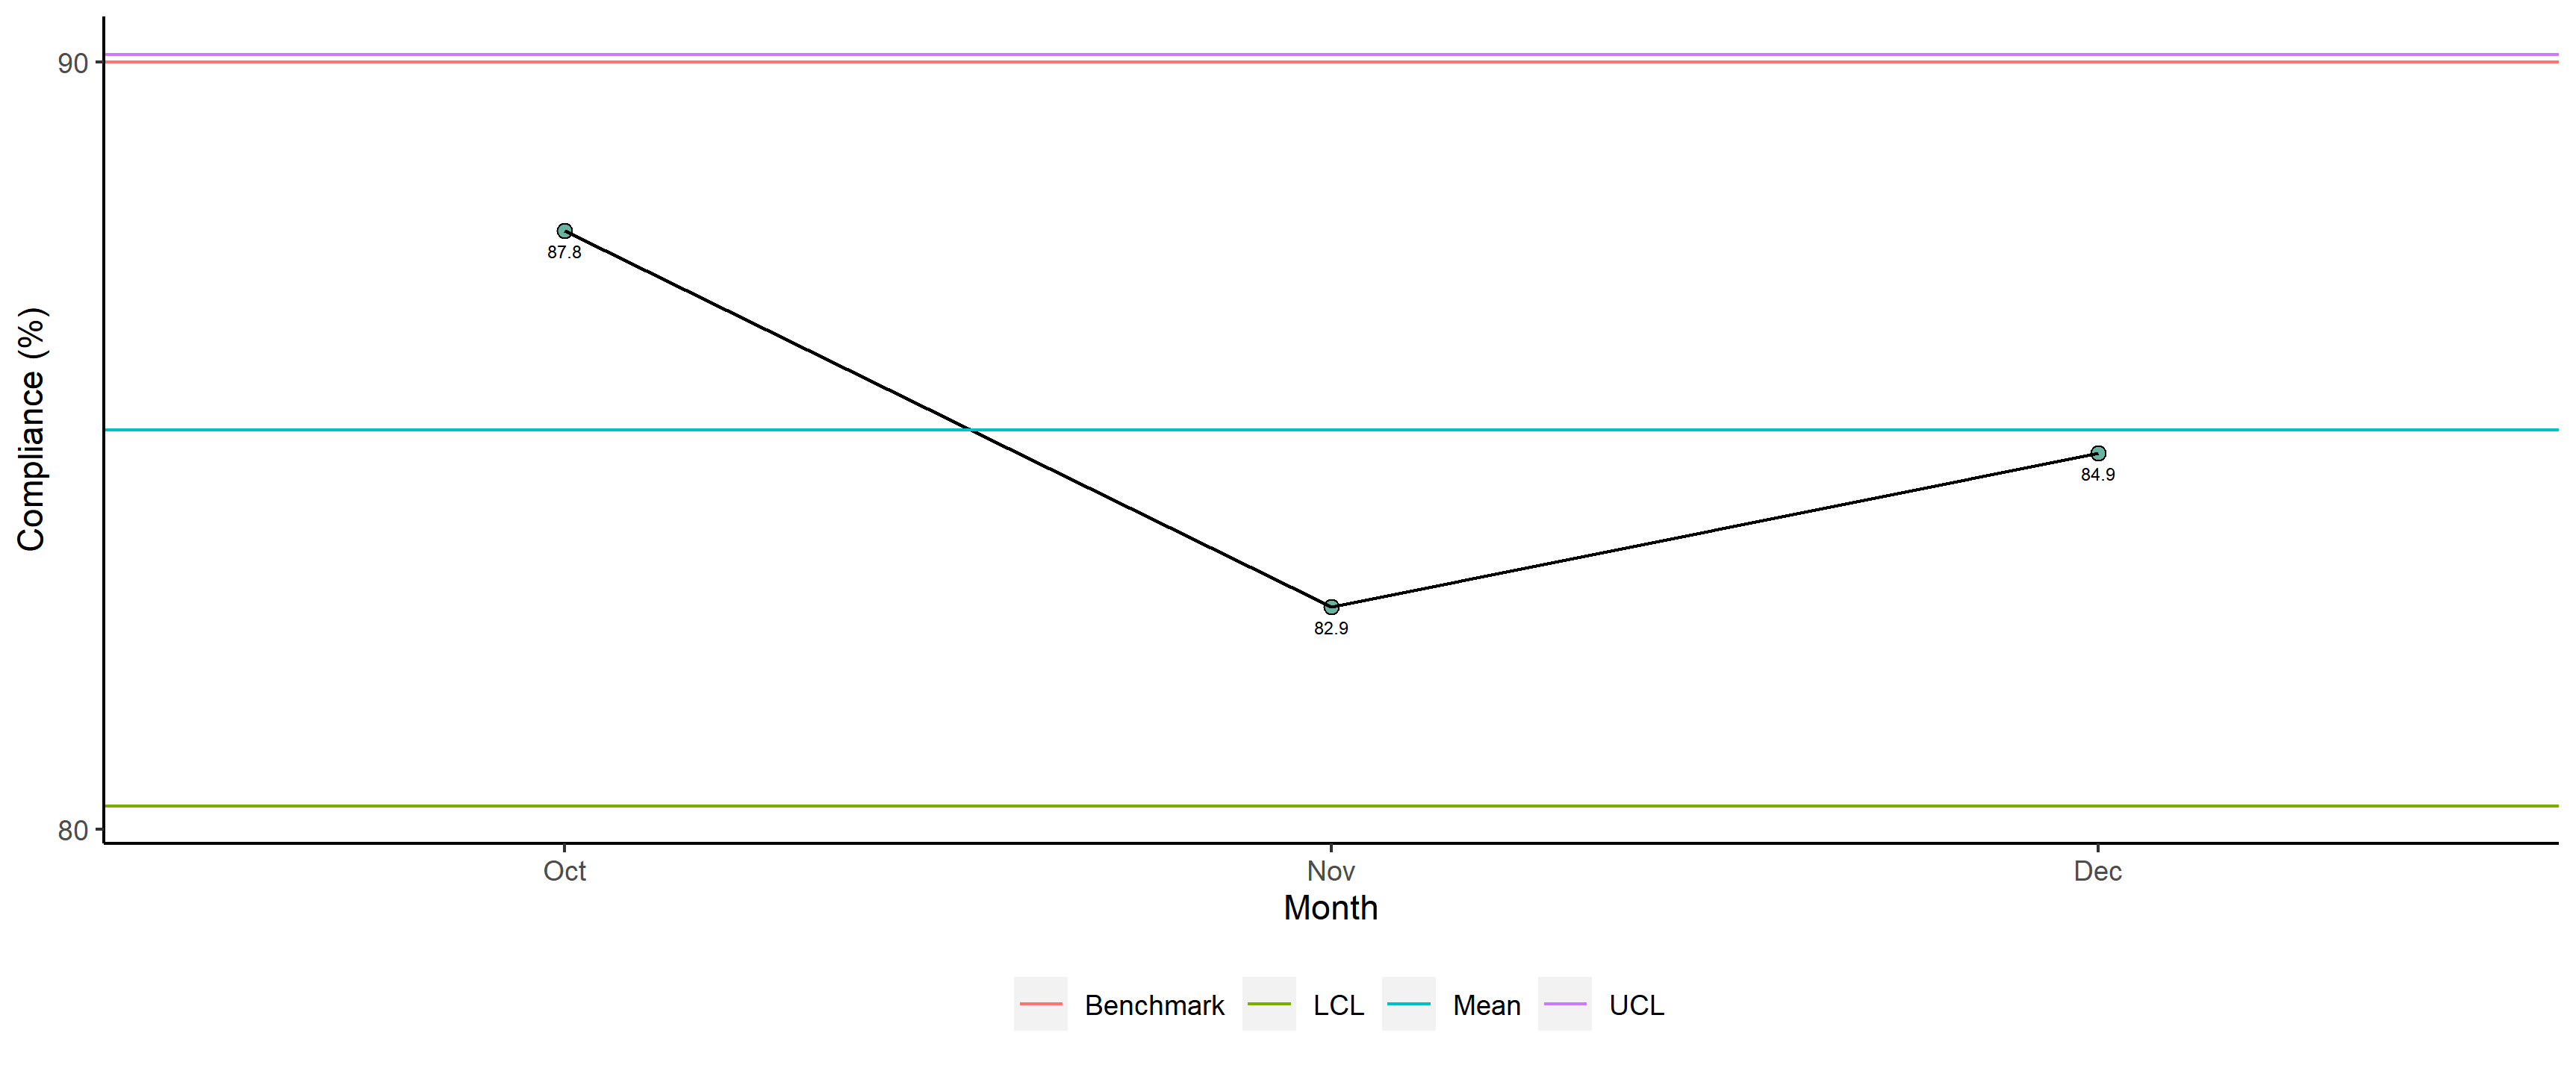 Compliance (%)
90
80
87.8
82.9
84.9
Oct Nov Dec
Month
Benchmark LCL Mean UCL